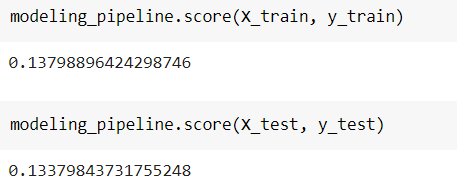 modeling_pipeline.score(X_train, y_train)
0.13798896424298746
modeling_pipeline.score(X_test, y_test)
0.13379843731755248